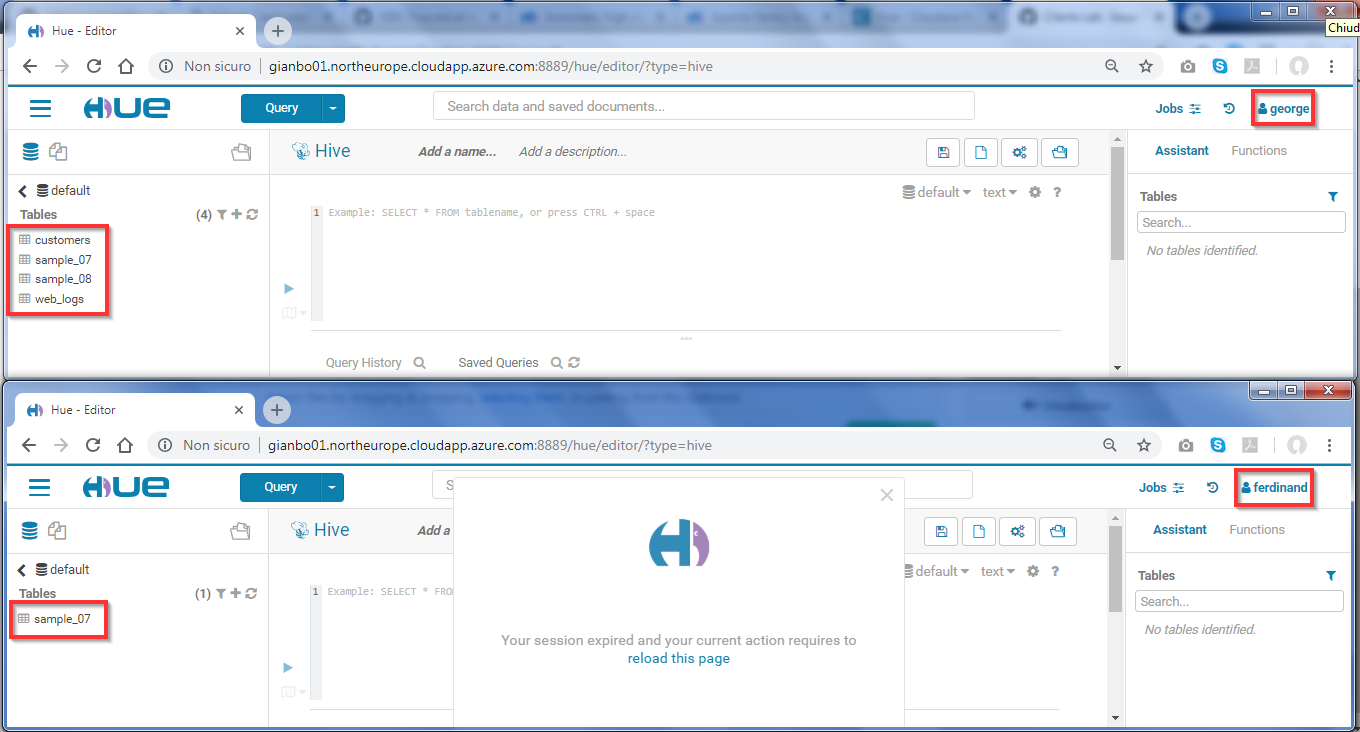 Hue - Editor
Chiud
Non sicuro gianbo01.northeurope.cloudapp.azure.com:8889/hue/editor/?type=hive
HUE Query Search data and saved documents... Jobs george
Hive Add a name... Add a description... Assistant Functions
default default text ?
Tables (4) Tables
1 Example: SELECT * FROM tablename, or press CTRL + space Search...
customers No tables identified.
sample_07
sample_08
web_logs
Query History Saved Queries
Hue - Editor
Non sicuro gianbo01.northeurope.cloudapp.azure.com:8889/hue/editor/?type=hive
HUE Query S Jobs ferdinand
Hive Add a Assistant Functions
default default text ?
Tables (1) Tables
1 Example: SELECT * FRO Search...
sample_07 No tables identified.
Your session expired and your current action requires to
reload this page